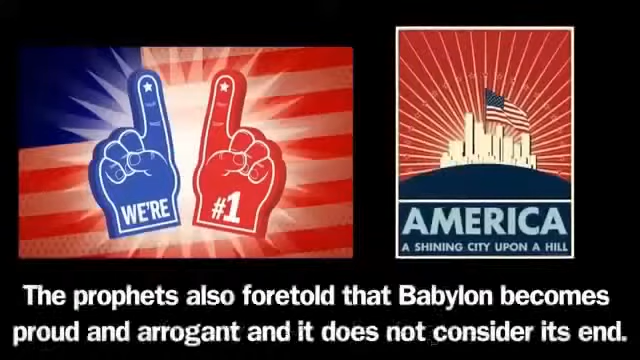 WE'RE
#1
AMERICA
A SHINING CITY UPON A HILL
The prophets also foretold that Babylon becomes
proud and arrogant and it does not consider its end.